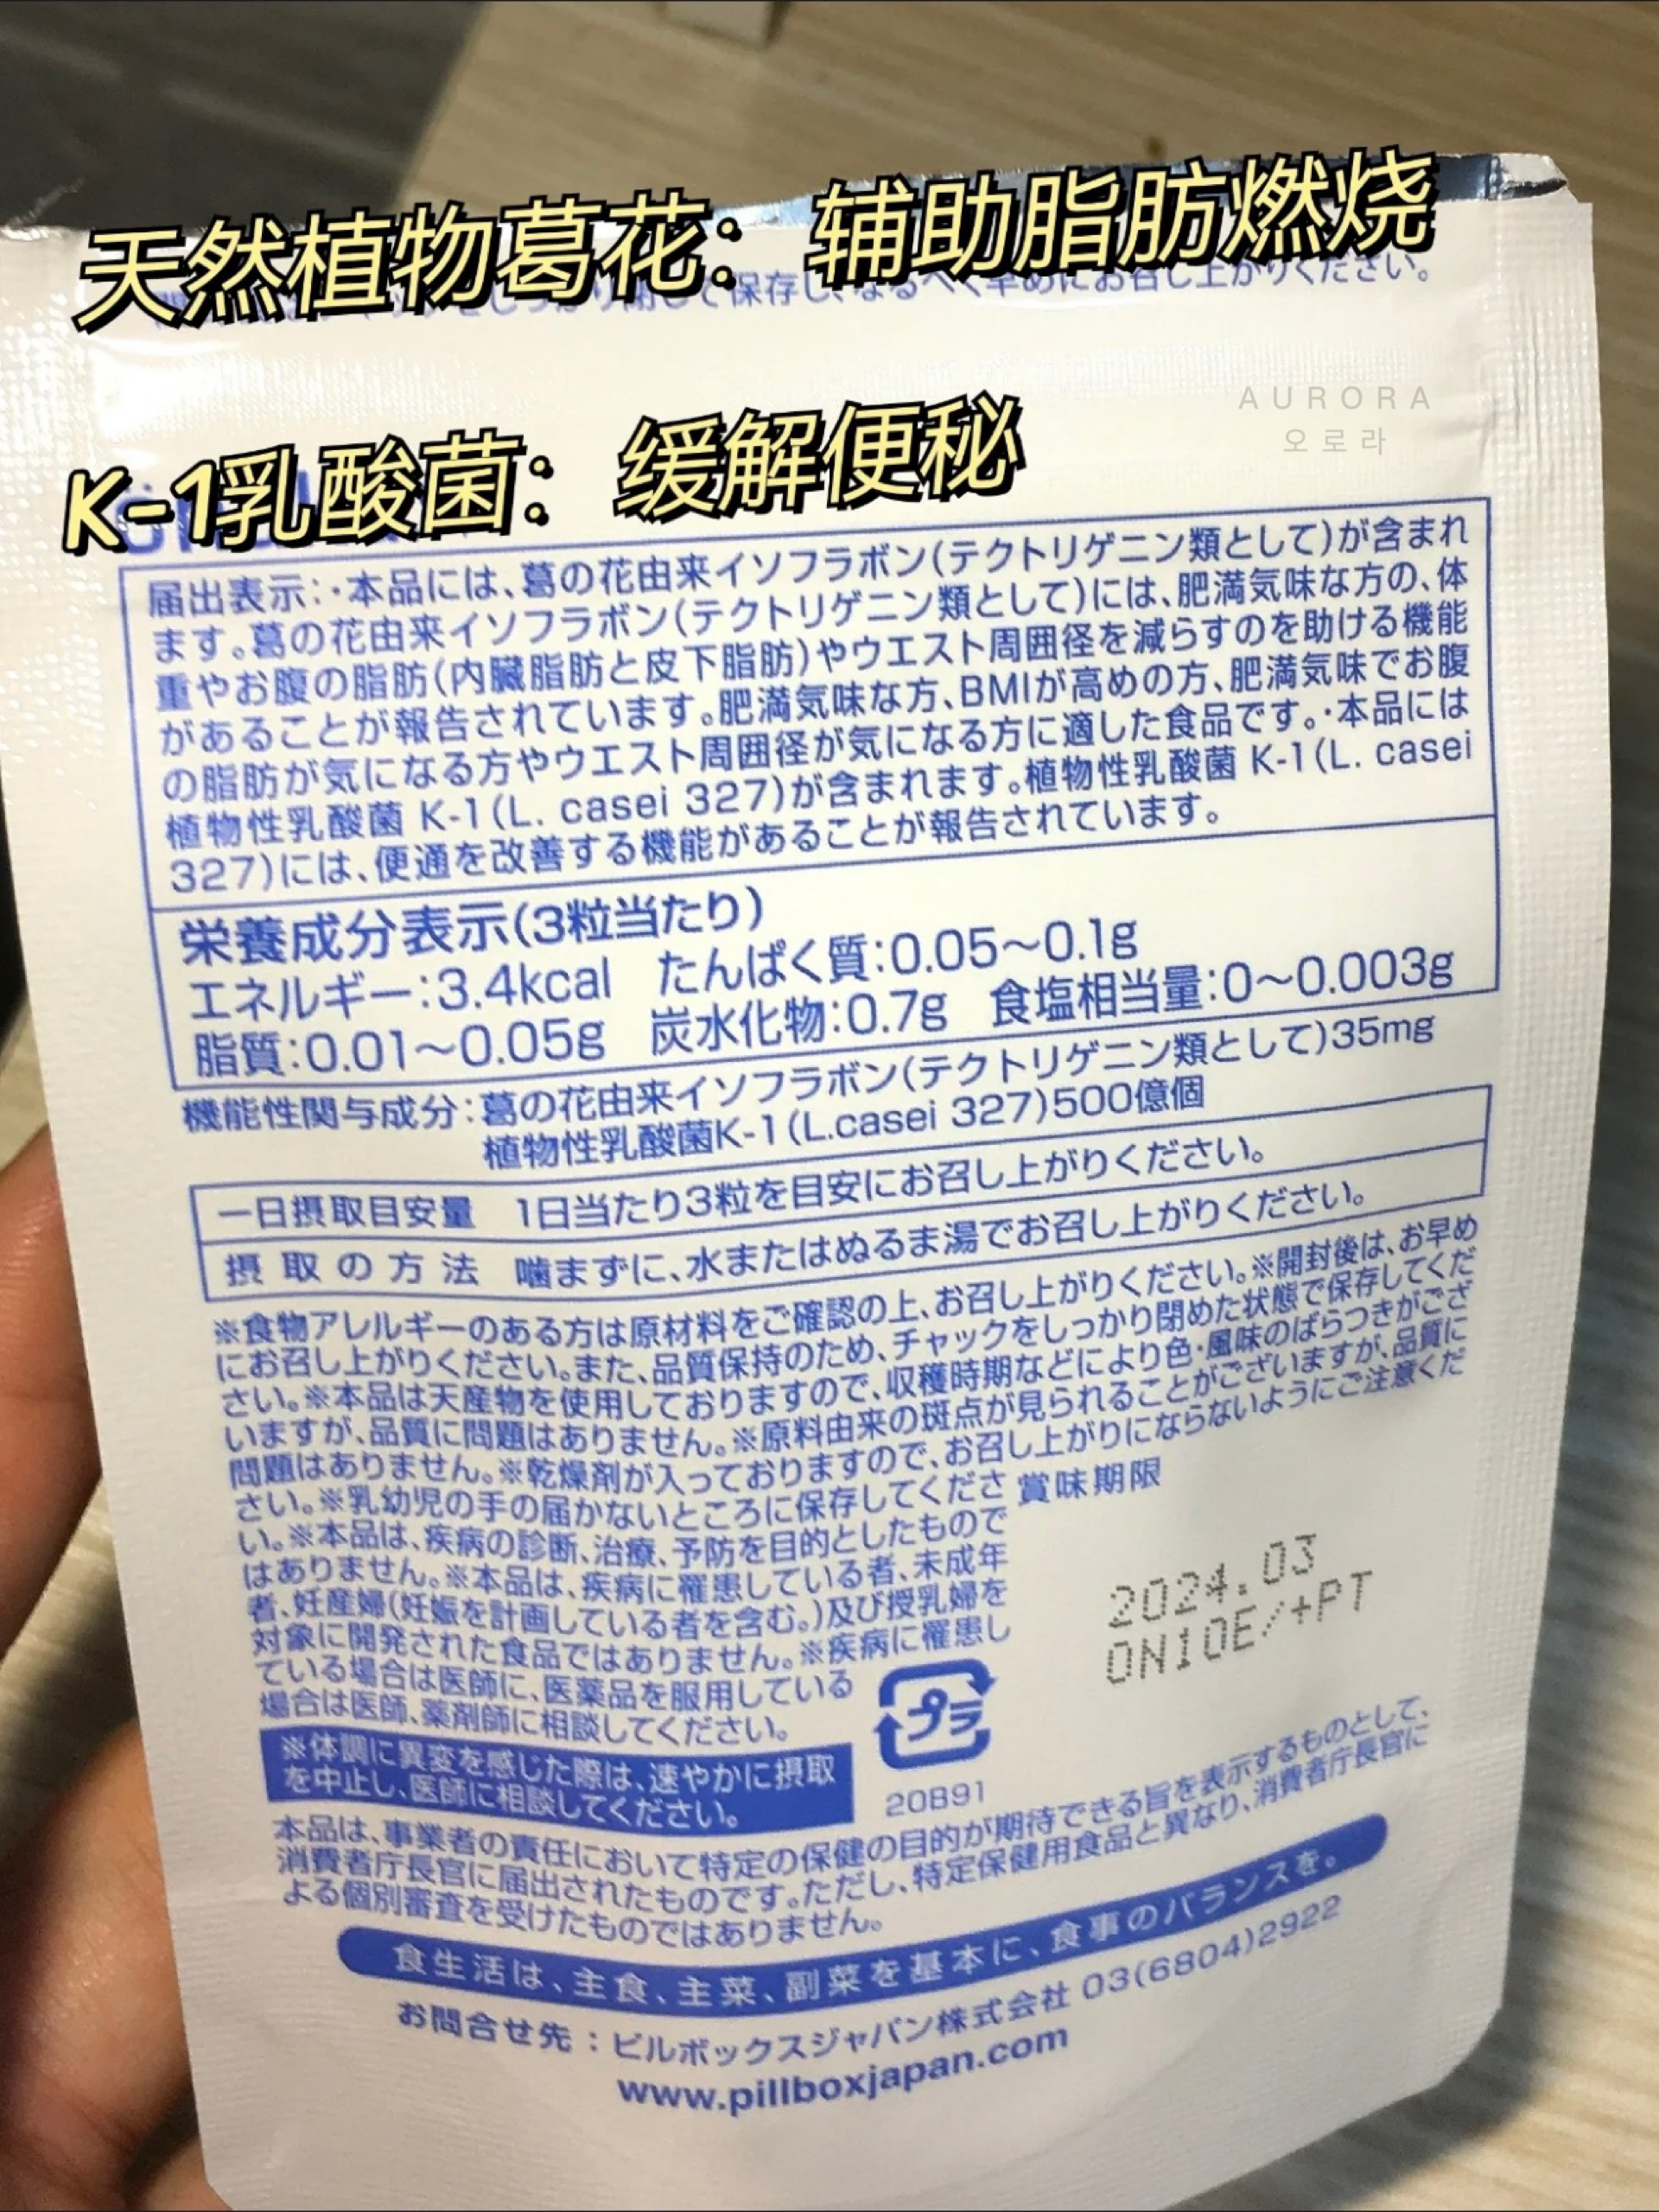 天然植物葛花：辅助脂肪燃烧
保存し、なるべく早めにお召し上がりください。
AURORA
오로라
K-1乳酸菌：缓解便秘
届出表示：・本品には、葛の花由来イソフラボン(テクトリゲニン類として)が含まれ
ます。葛の花由来イソフラボン(テクトリゲニン類として)には、肥満気味な方の、体
重やお腹の脂肪(内臓脂肪と皮下脂肪)やウエスト周囲径を減らすのを助ける機能
があることが報告されています。肥満気味な方、BMIが高めの方、肥満気味でお腹
の脂肪が気になる方やウエスト周囲径が気になる方に適した食品です。・本品には
植物性乳酸菌 K-1(L. casei 327)が含まれます。植物性乳酸菌 K-1(L. casei
327)には、便通を改善する機能があることが報告されています。
栄養成分表示(3粒当たり)
エネルギー：3.4kcal たんぱく質：0.05～0.1g
脂質：0.01～0.05g 炭水化物：0.7g 食塩相当量：0～0.003g
機能性関与成分：葛の花由来イソフラボン(テクトリゲニン類として)35mg
植物性乳酸菌K-1(L.casei 327)500億個
一日摂取目安量 1日当たり3粒を目安にお召し上がりください。
摂取の方法 噛まずに、水またはぬるま湯でお召し上がりください。
※食物アレルギーのある方は原材料をご確認の上、お召し上がりください。※開封後は、お早め
にお召し上がりください。また、品質保持のため、チャックをしっかり閉めた状態で保存してくだ
さい。※本品は天産物を使用しておりますので、収穫時期などにより色・風味のばらつきがござ
いますが、品質に問題はありません。※原料由来の斑点が見られることがございますが、品質に
問題はありません。※乾燥剤が入っておりますので、お召し上がりにならないようにご注意くだ
さい。※乳幼児の手の届かないところに保存してくださ
い。※本品は、疾病の診断、治療、予防を目的としたもので
はありません。※本品は、疾病に罹患している者、未成年
者、妊産婦(妊娠を計画している者を含む。)及び授乳婦を
対象に開発された食品ではありません。※疾病に罹患し
ている場合は医師に、医薬品を服用している
場合は医師、薬剤師に相談してください。
賞味期限
2024.03
ON10E/+PT
プラ
20B91
※体調に異変を感じた際は、速やかに摂取
を中止し、医師に相談してください。
本品は、事業者の責任において特定の保健の目的が期待できる旨を表示するものとして、
消費者庁長官に届出されたものです。ただし、特定保健用食品と異なり、消費者庁長官に
よる個別審査を受けたものではありません。
食生活は、主食、主菜、副菜を基本に、食事のバランスを。
お問合せ先：ピルボックスジャパン株式会社 03(6804)2922
www.pillboxjapan.com